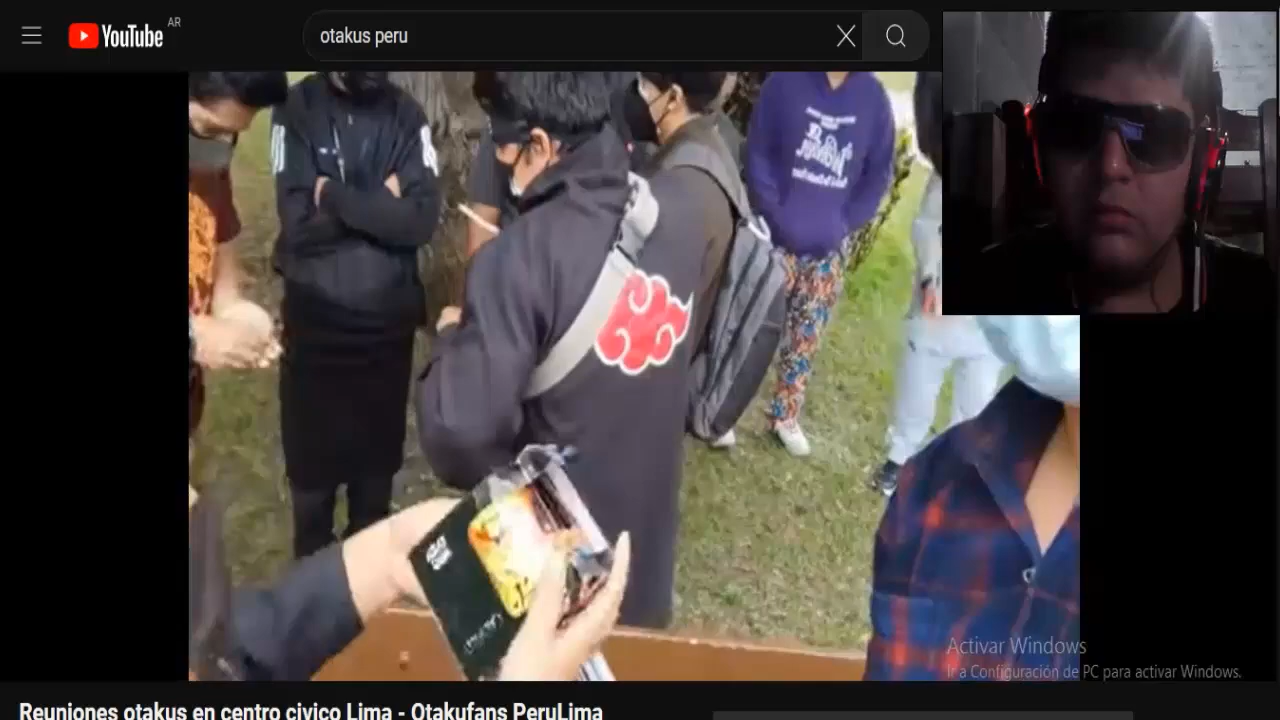 YouTube AR
otakus peru
Activar Windows
Ir a Configuración de PC para activar Windows.
Reuniones otakus en centro civico Lima - Otakufans PeruLima